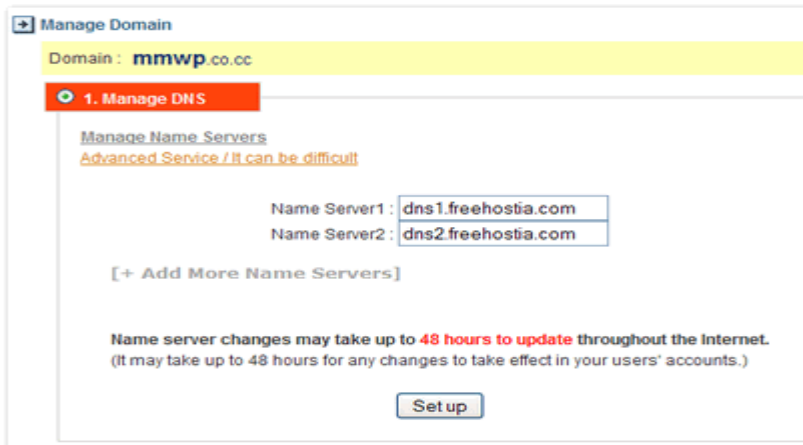 Manage Domain
Domain : mmwp.co.cc
1. Manage DNS
Manage Name Servers
Advanced Service / It can be difficult
Name Server1 : dns1.freehostia.com
Name Server2 : dns2.freehostia.com
[+ Add More Name Servers]
Name server changes may take up to 48 hours to update throughout the Internet.
(It may take up to 48 hours for any changes to take effect in your users' accounts.)
Set up